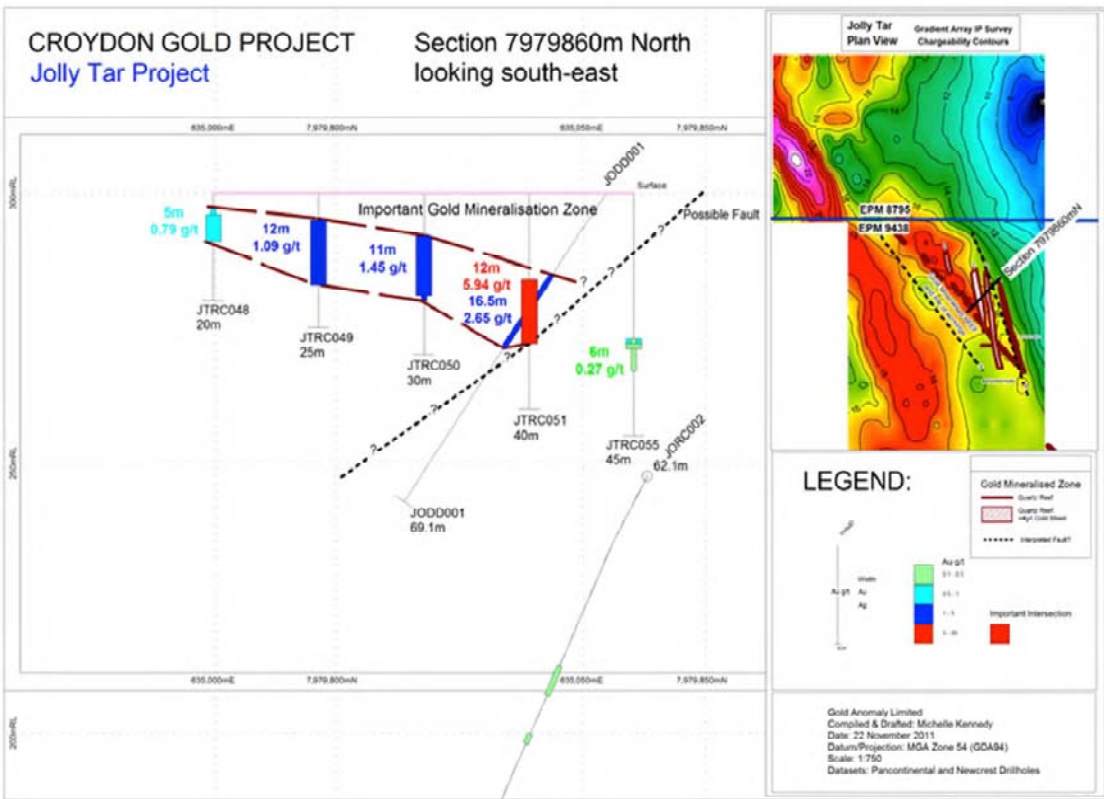 CROYDON GOLD PROJECT
Jolly Tar Project
Section 7979860m North
looking south-east
635,000mE
7,979,800mN
635,050mE
7,979,850mN
300mRL
JODD001
Surface
Important Gold Mineralisation Zone
Possible Fault
5m
0.79 g/t
12m
1.09 g/t
11m
1.45 g/t
12m
5.94 g/t
16.5m
2.65 g/t
6m
0.27 g/t
?
?
?
?
?
?
JTRC048
20m
JTRC049
25m
JTRC050
30m
JTRC051
40m
JTRC055
45m
JORC002
62.1m
250mRL
JODD001
69.1m
635,000mE
7,979,800mN
635,050mE
7,979,850mN
200mRL
Jolly Tar
Plan View
Gradient Array IP Survey
Chargeability Contours
EPM 8795
EPM 9438
Section 7979860mN
LEGEND:
Gold Mineralised Zone
Quartz Reef
Quartz Reef
Interpreted Fault?
Au g/t
Width
Au
Ag
Au g/t
Important Intersection
Gold Anomaly Limited
Compiled & Drafted: Michelle Kennedy
Date: 22 November 2011
Datum/Projection: MGA Zone 54 (GDA94)
Scale: 1:750
Datasets: Pancontinental and Newcrest Drillholes